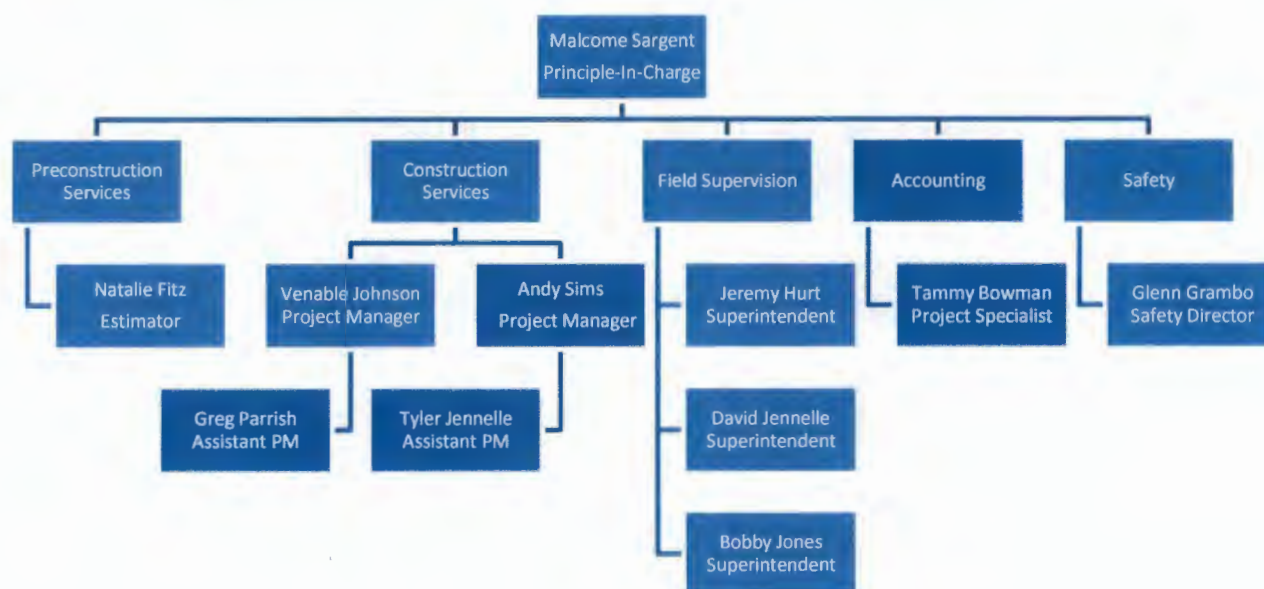 Malcome Sargent
Principle-In-Charge
Preconstruction
Services
Construction
Services
Field Supervision
Accounting
Safety
Natalie Fitz
Estimator
Venable Johnson
Project Manager
Andy Sims
Project Manager
Jeremy Hurt
Superintendent
Tammy Bowman
Project Specialist
Glenn Grambo
Safety Director
Greg Parrish
Assistant PM
Tyler Jennelle
Assistant PM
David Jennelle
Superintendent
Bobby Jones
Superintendent